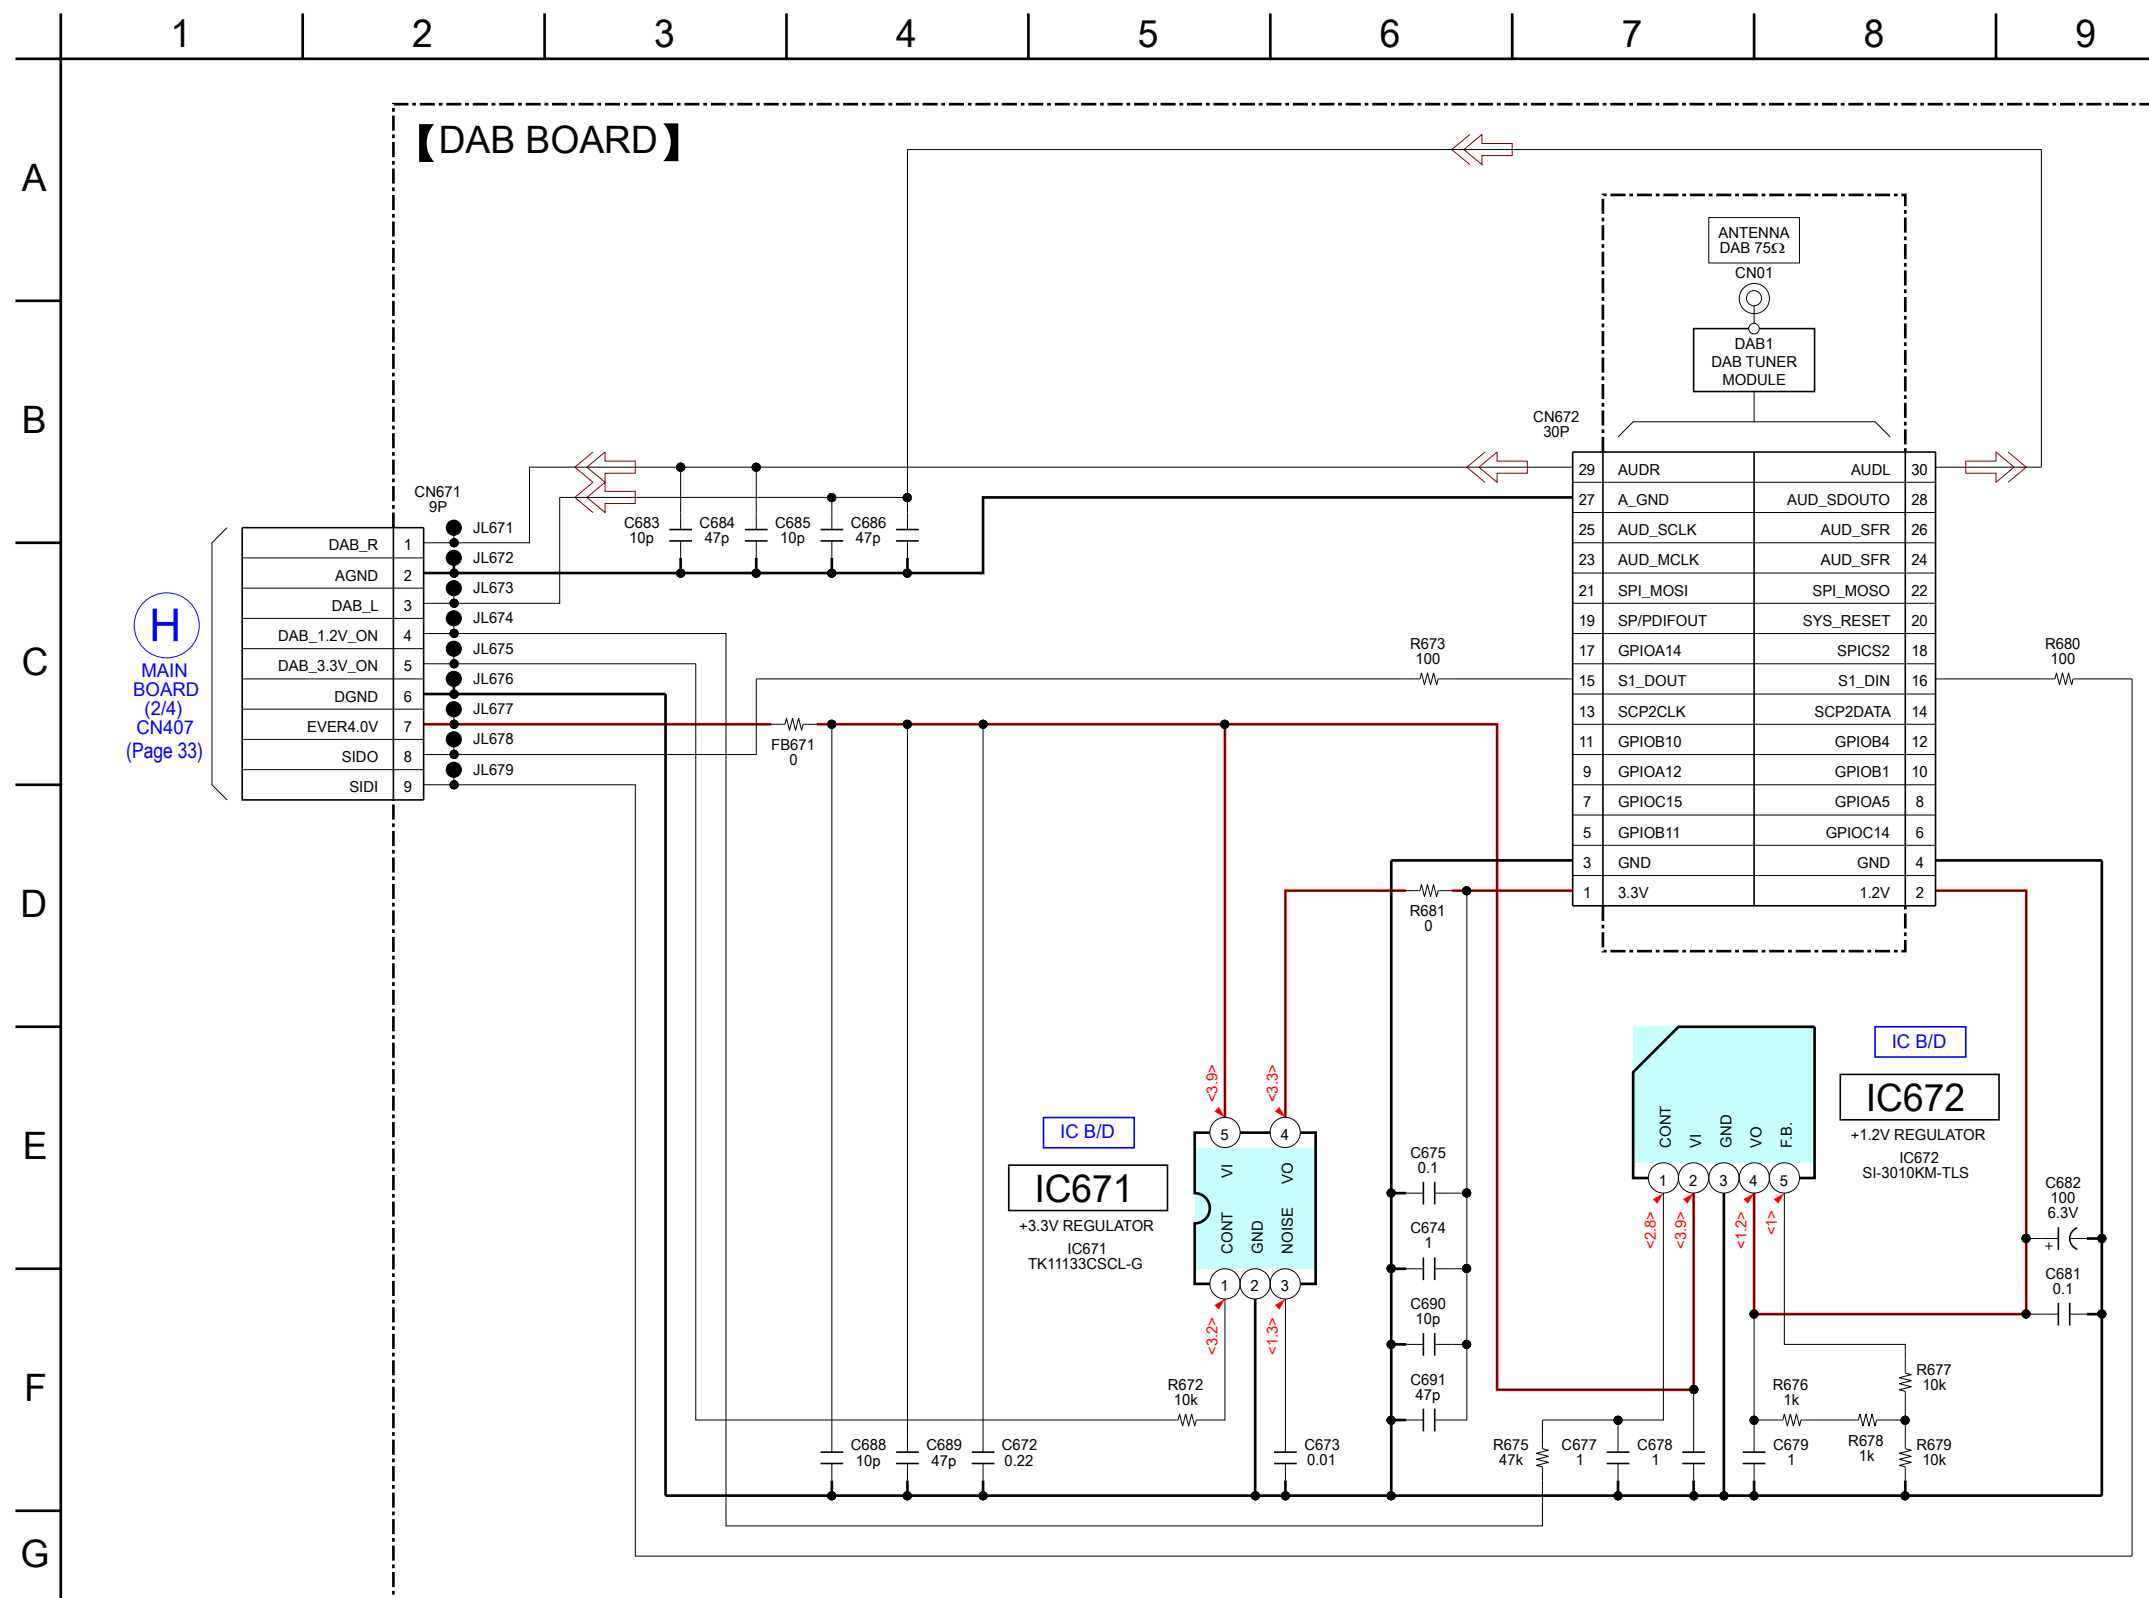 1 2 3 4 5 6 7 8 9
A
B
C
D
E
F
G
【DAB BOARD】
ANTENNA
DAB 75Ω
CN01
DAB1
DAB TUNER
MODULE
CN672
30P
29 AUDR AUDL 30
27 A_GND AUD_SDOUTO 28
25 AUD_SCLK AUD_SFR 26
23 AUD_MCLK AUD_SFR 24
21 SPI_MOSI SPI_MOSO 22
19 SP/PDIFOUT SYS_RESET 20
17 GPIOA14 SPICS2 18
15 S1_DOUT S1_DIN 16
13 SCP2CLK SCP2DATA 14
11 GPIOB10 GPIOB4 12
9 GPIOA12 GPIOB1 10
7 GPIOC15 GPIOA5 8
5 GPIOB11 GPIOC14 6
3 GND GND 4
1 3.3V 1.2V 2
CN671
9P
DAB_R 1 JL671
AGND 2 JL672
DAB_L 3 JL673
DAB_1.2V_ON 4 JL674
DAB_3.3V_ON 5 JL675
DGND 6 JL676
EVER4.0V 7 JL677
SIDO 8 JL678
SIDI 9 JL679
H
MAIN
BOARD
(2/4)
CN407
(Page 33)
C683
10p
C684
47p
C685
10p
C686
47p
R673
100
R680
100
FB671
0
R681
0
IC B/D
IC671
+3.3V REGULATOR
IC671
TK11133CSCL-G
<3.9>
<3.3>
5 4
VI VO
CONT GND NOISE
1 2 3
<3.2>
<1.3>
R672
10k
C675
0.1
C674
1
C690
10p
C691
47p
IC B/D
IC672
+1.2V REGULATOR
IC672
SI-3010KM-TLS
CONT VI GND VO F.B.
1 2 3 4 5
<2.8>
<3.9>
<1.2>
<1>
C682
100
6.3V
+
C681
0.1
R677
10k
R676
1k
R678
1k
R679
10k
C688
10p
C689
47p
C672
0.22
C673
0.01
R675
47k
C677
1
C678
1
C679
1